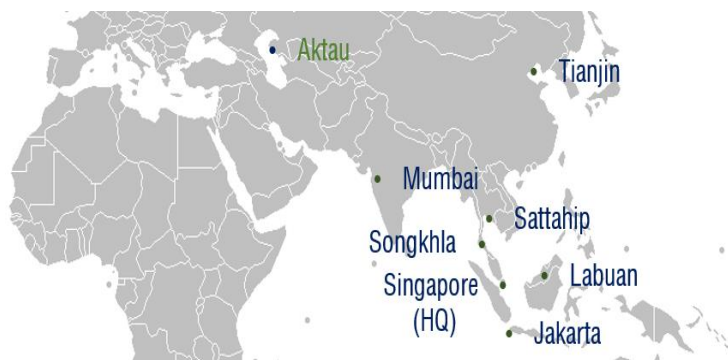 Aktau
Tianjin
Mumbai
Sattahip
Songkhla
Labuan
Singapore
(HQ)
Jakarta